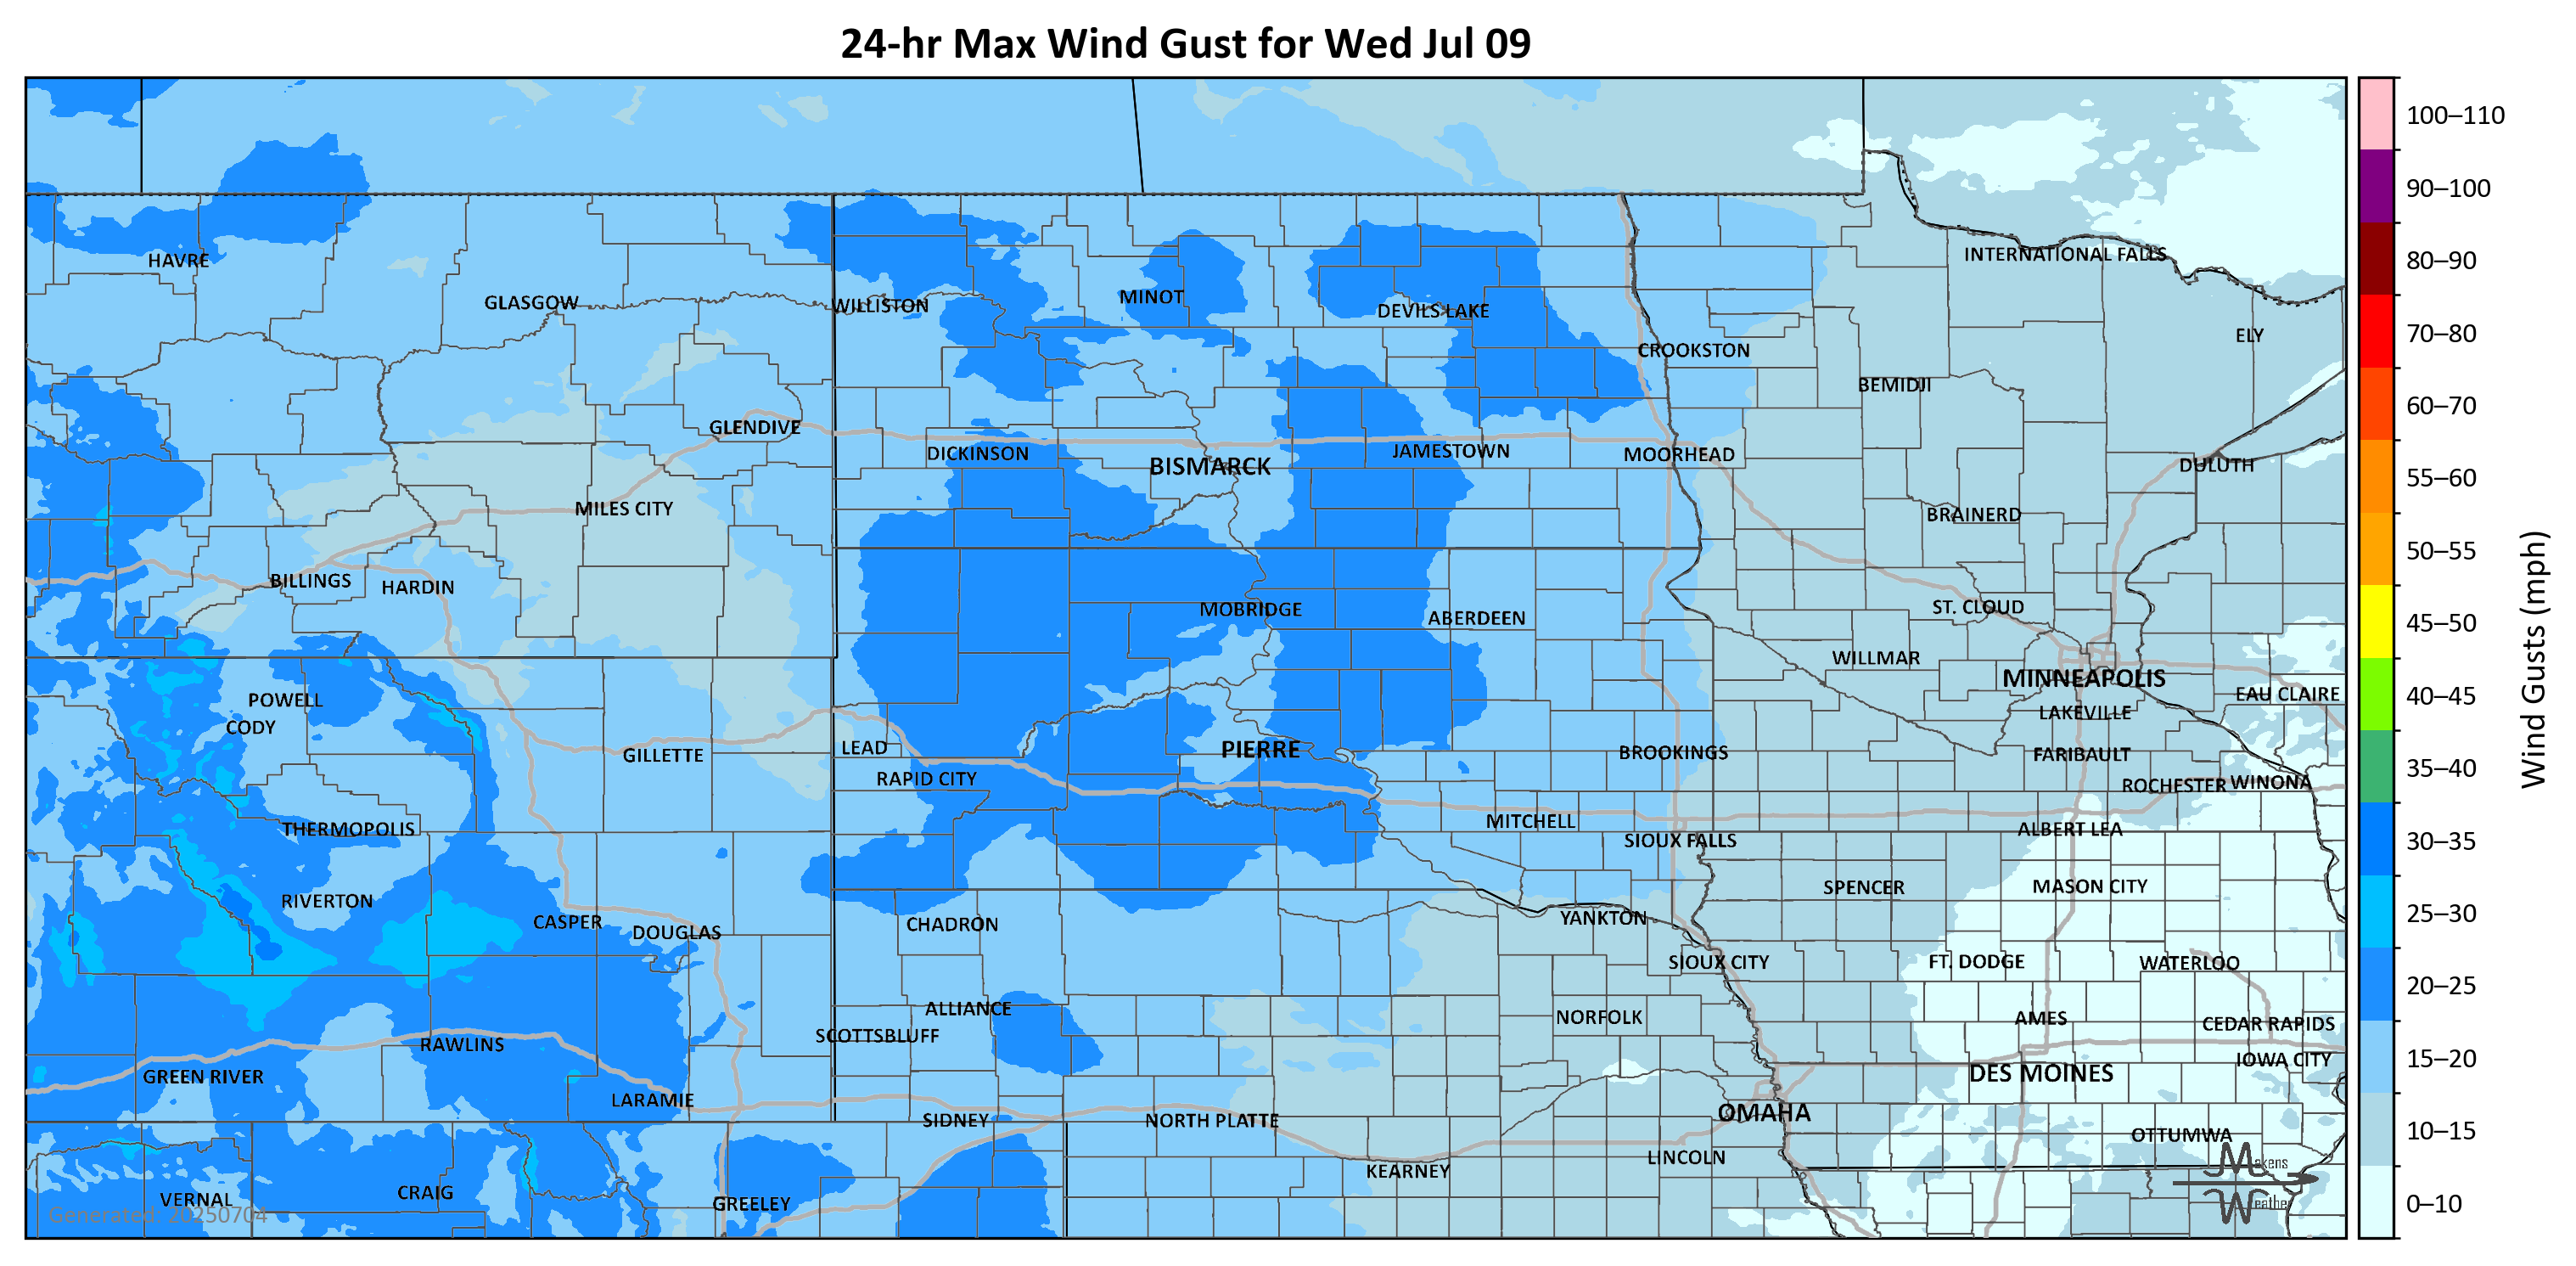 24-hr Max Wind Gust for Wed Jul 09
100–110
90–100
80–90
70–80
60–70
55–60
50–55
45–50
40–45
35–40
30–35
25–30
20–25
15–20
10–15
0–10
Wind Gusts (mph)
HAVRE
GLASGOW
WILLISTON
MINOT
DEVILS LAKE
INTERNATIONAL FALLS
ELY
CROOKSTON
BEMIDJI
GLENDIVE
DICKINSON
BISMARCK
JAMESTOWN
MOORHEAD
DULUTH
MILES CITY
BRAINERD
BILLINGS
HARDIN
MOBRIDGE
ABERDEEN
ST. CLOUD
WILLMAR
MINNEAPOLIS
EAU CLAIRE
POWELL
CODY
LAKEVILLE
GILLETTE
LEAD
PIERRE
BROOKINGS
FARIBAULT
RAPID CITY
ROCHESTER
WINONA
THERMOPOLIS
MITCHELL
SIOUX FALLS
ALBERT LEA
RIVERTON
CASPER
DOUGLAS
CHADRON
YANKTON
SPENCER
MASON CITY
SIOUX CITY
FT. DODGE
WATERLOO
ALLIANCE
SCOTTSBLUFF
NORFOLK
AMES
CEDAR RAPIDS
RAWLINS
GREEN RIVER
IOWA CITY
DES MOINES
LARAMIE
SIDNEY
NORTH PLATTE
OMAHA
OTTUMWA
KEARNEY
LINCOLN
VERNAL
CRAIG
GREELEY
Generated: 20250704
Makens
Weather